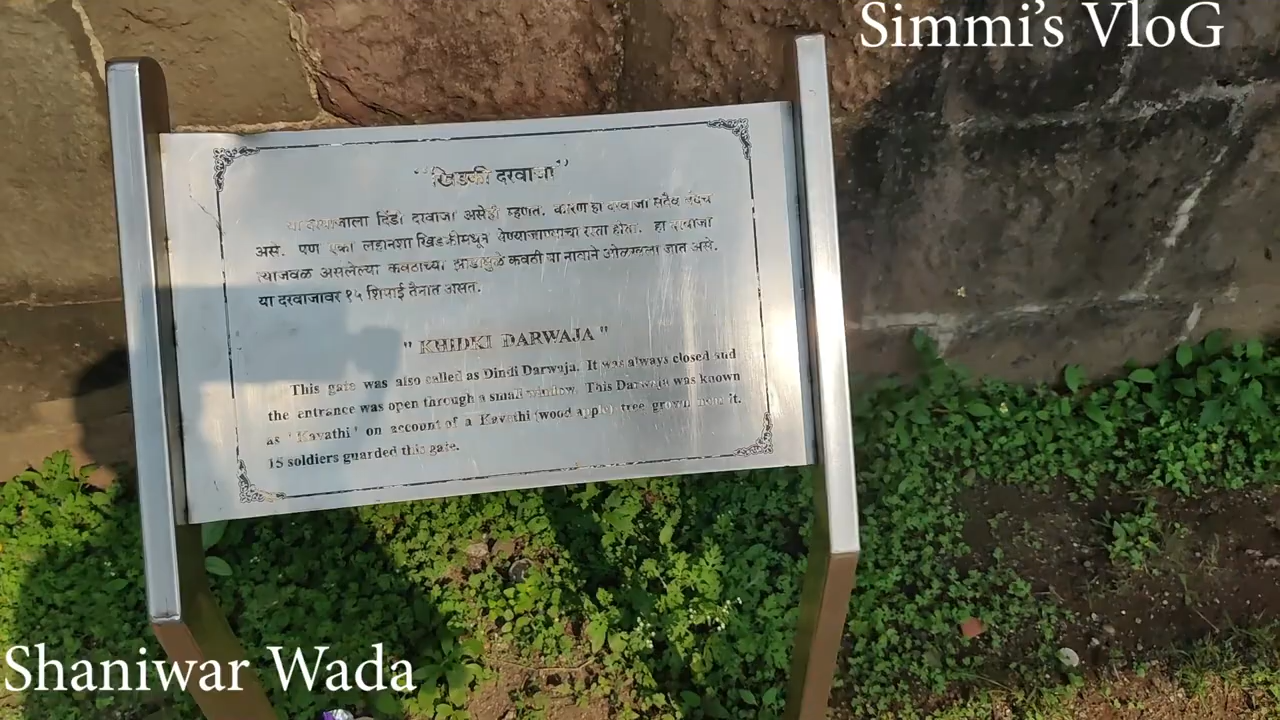 Simmi's VloG
"खिडकी दरवाजा"
या दरवाजाला दिंडी दरवाजा असेही म्हणत. कारण हा दरवाजा सदैव बंदच
असे. पण एका लहानशा खिडकीमधून येण्याजाण्याचा रस्ता होता. हा दरवाजा
त्याजवळ असलेल्या कवठाच्या झाडामुळे कवठी या नावाने ओळखला जात असे.
या दरवाजावर १५ शिपाई तैनात असत.
" KHIDKI DARWAJA "
This gate was also called as Dindi Darwaja. It was always closed and
the entrance was open through a small window. This Darwaja was known
as ' Kavathi ' on account of a Kavathi (wood apple) tree grown near it.
15 soldiers guarded this gate.
Shaniwar Wada